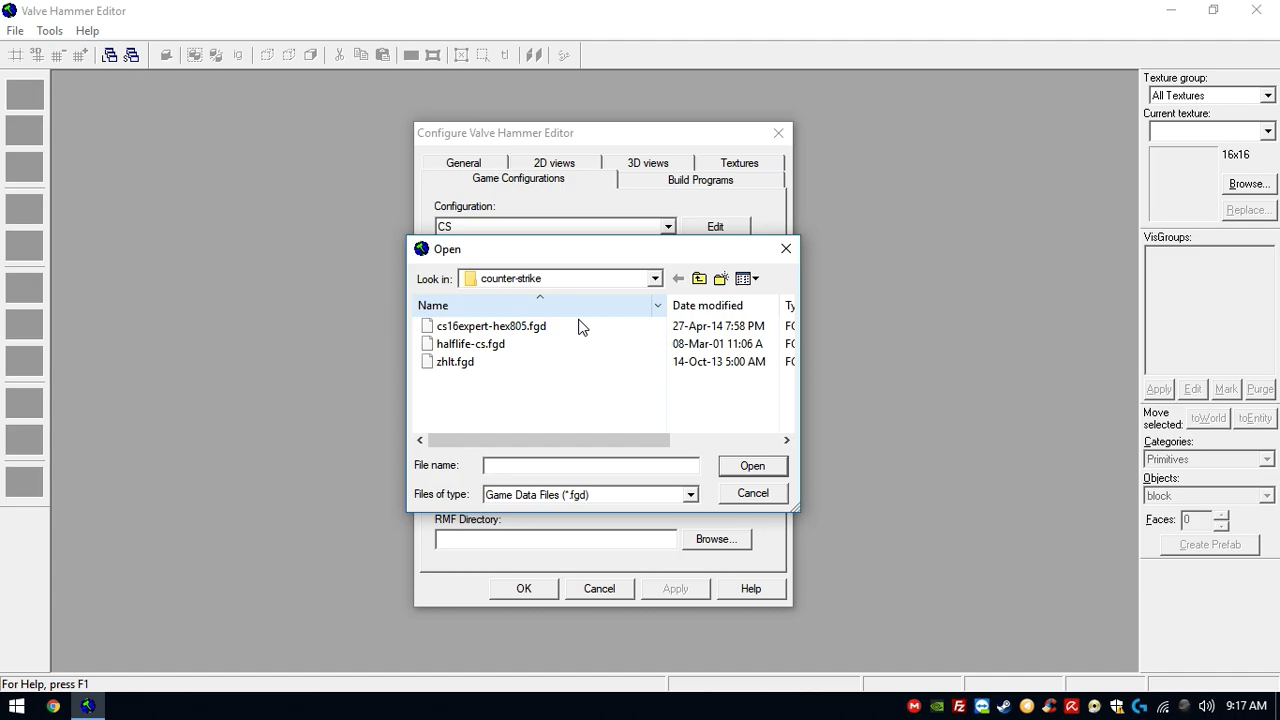 Valve Hammer Editor
File Tools Help
Texture group:
All Textures
Current texture:
16x16
Browse...
Replace...
VisGroups:
Apply Edit Mark Purge
Move selected: toWorld toEntity
Categories:
Primitives
Objects:
block
Faces: 0
Create Prefab
Configure Valve Hammer Editor
General 2D views 3D views Textures
Game Configurations Build Programs
Configuration:
CS Edit
Open
Look in: counter-strike
Name Date modified Ty
cs16expert-hex805.fgd 27-Apr-14 7:58 PM FG
halflife-cs.fgd 08-Mar-01 11:06 A FG
zhlt.fgd 14-Oct-13 5:00 AM FG
File name: Open
Files of type: Game Data Files (*.fgd) Cancel
RMF Directory:
Browse...
OK Cancel Apply Help
For Help, press F1
9:17 AM